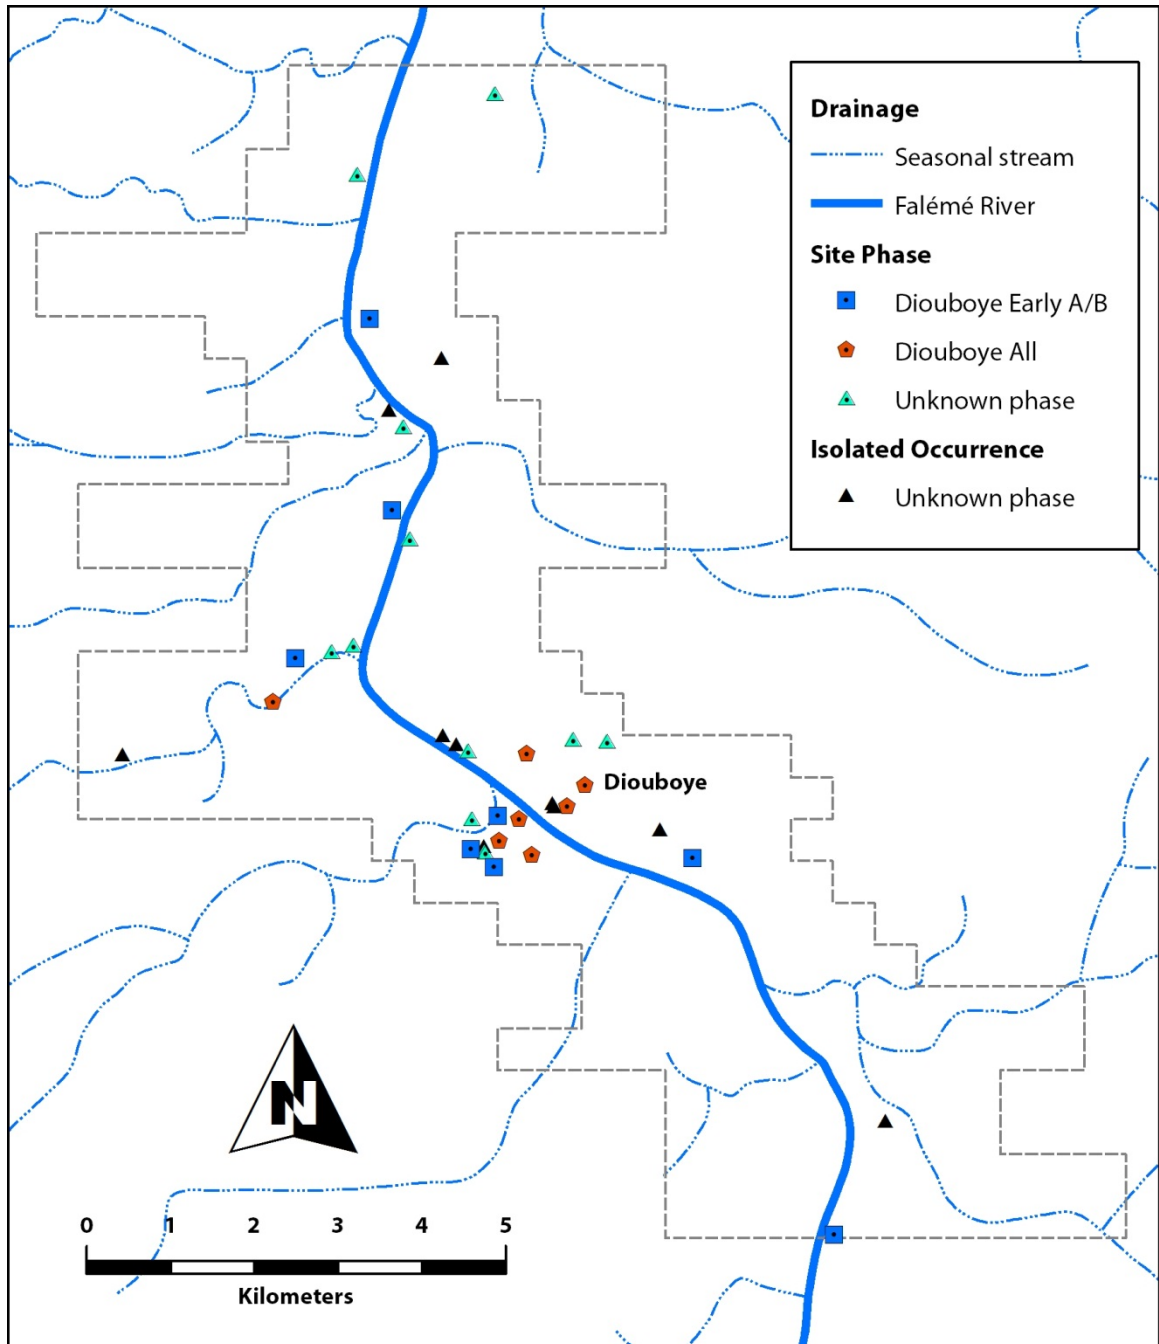 Drainage
Seasonal stream
Falémé River
Site Phase
Diouboye Early A/B
Diouboye All
Unknown phase
Isolated Occurrence
Unknown phase
Diouboye
N
0 1 2 3 4 5
Kilometers